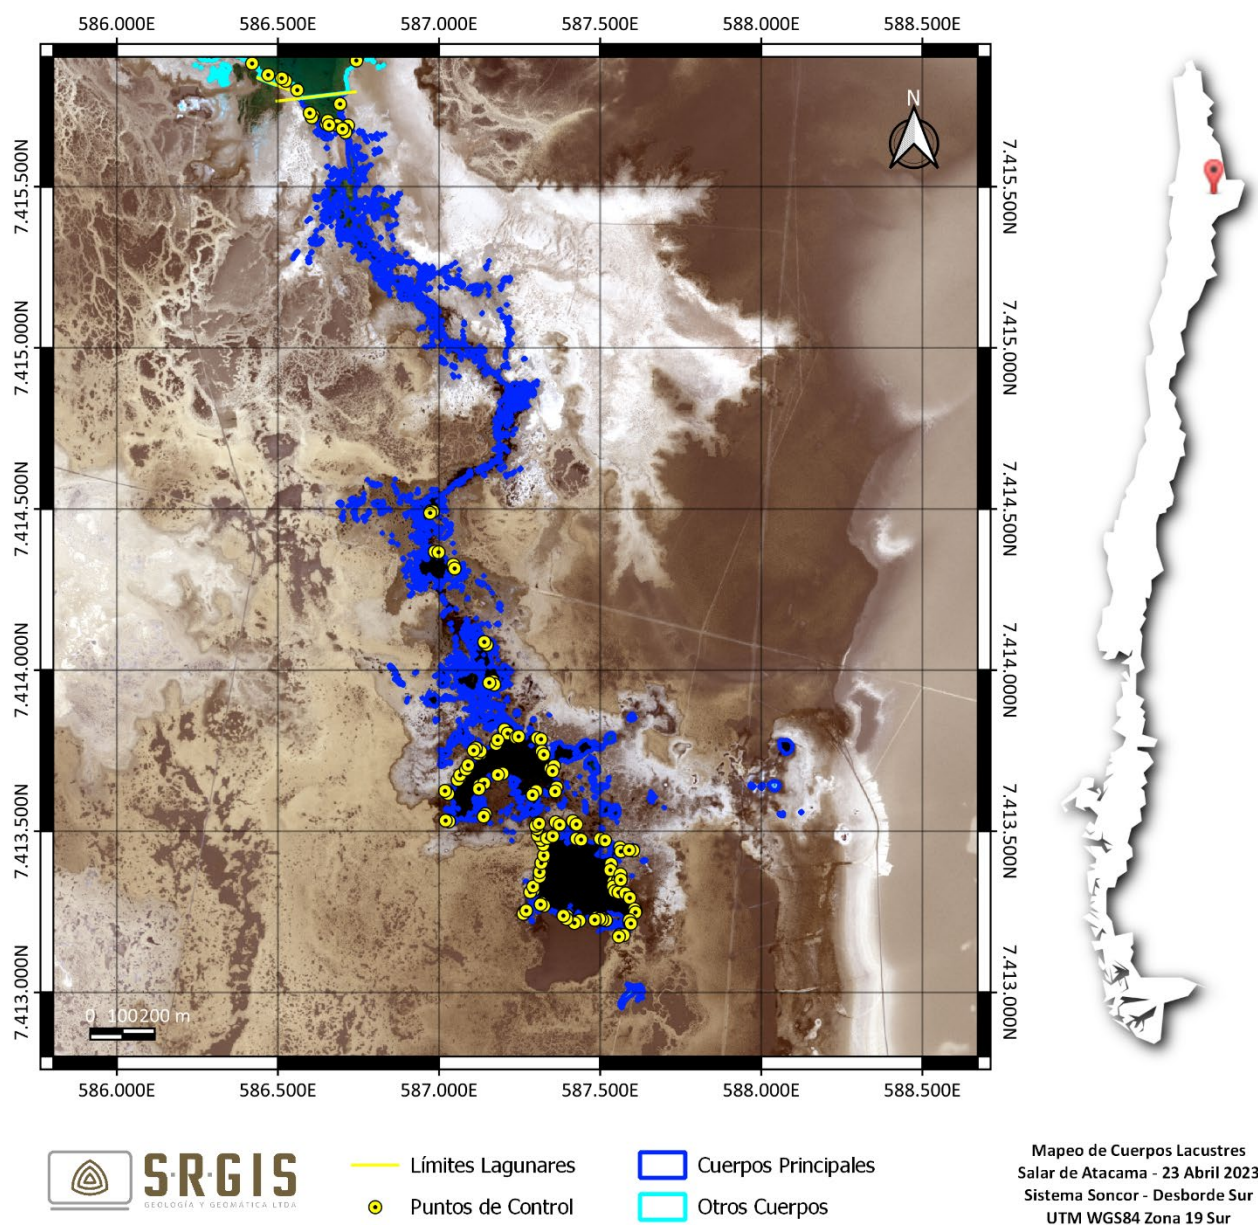 586.000E 586.500E 587.000E 587.500E 588.000E 588.500E
N
7.415.500N 7.415.500N
7.415.000N 7.415.000N
7.414.500N 7.414.500N
7.414.000N 7.414.000N
7.413.500N 7.413.500N
7.413.000N 7.413.000N
0 100200 m
586.000E 586.500E 587.000E 587.500E 588.000E 588.500E
S·R·GIS
GEOLOGÍA Y GEOMÁTICA LTDA
Límites Lagunares
Puntos de Control
Cuerpos Principales
Otros Cuerpos
Mapeo de Cuerpos Lacustres
Salar de Atacama - 23 Abril 2023
Sistema Soncor - Desborde Sur
UTM WGS84 Zona 19 Sur